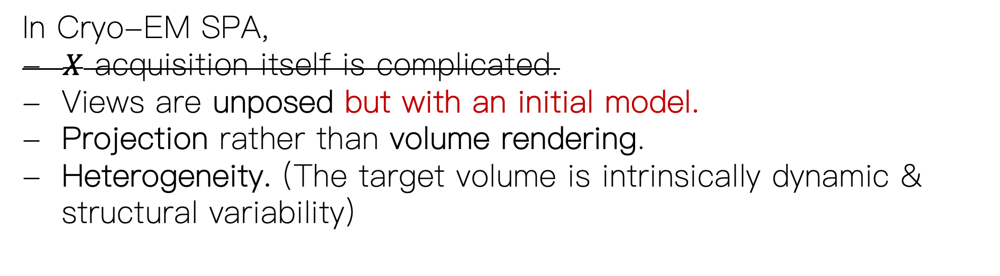 In Cryo-EM SPA,
- X acquisition itself is complicated.
- Views are unposed but with an initial model.
- Projection rather than volume rendering.
- Heterogeneity. (The target volume is intrinsically dynamic &
structural variability)